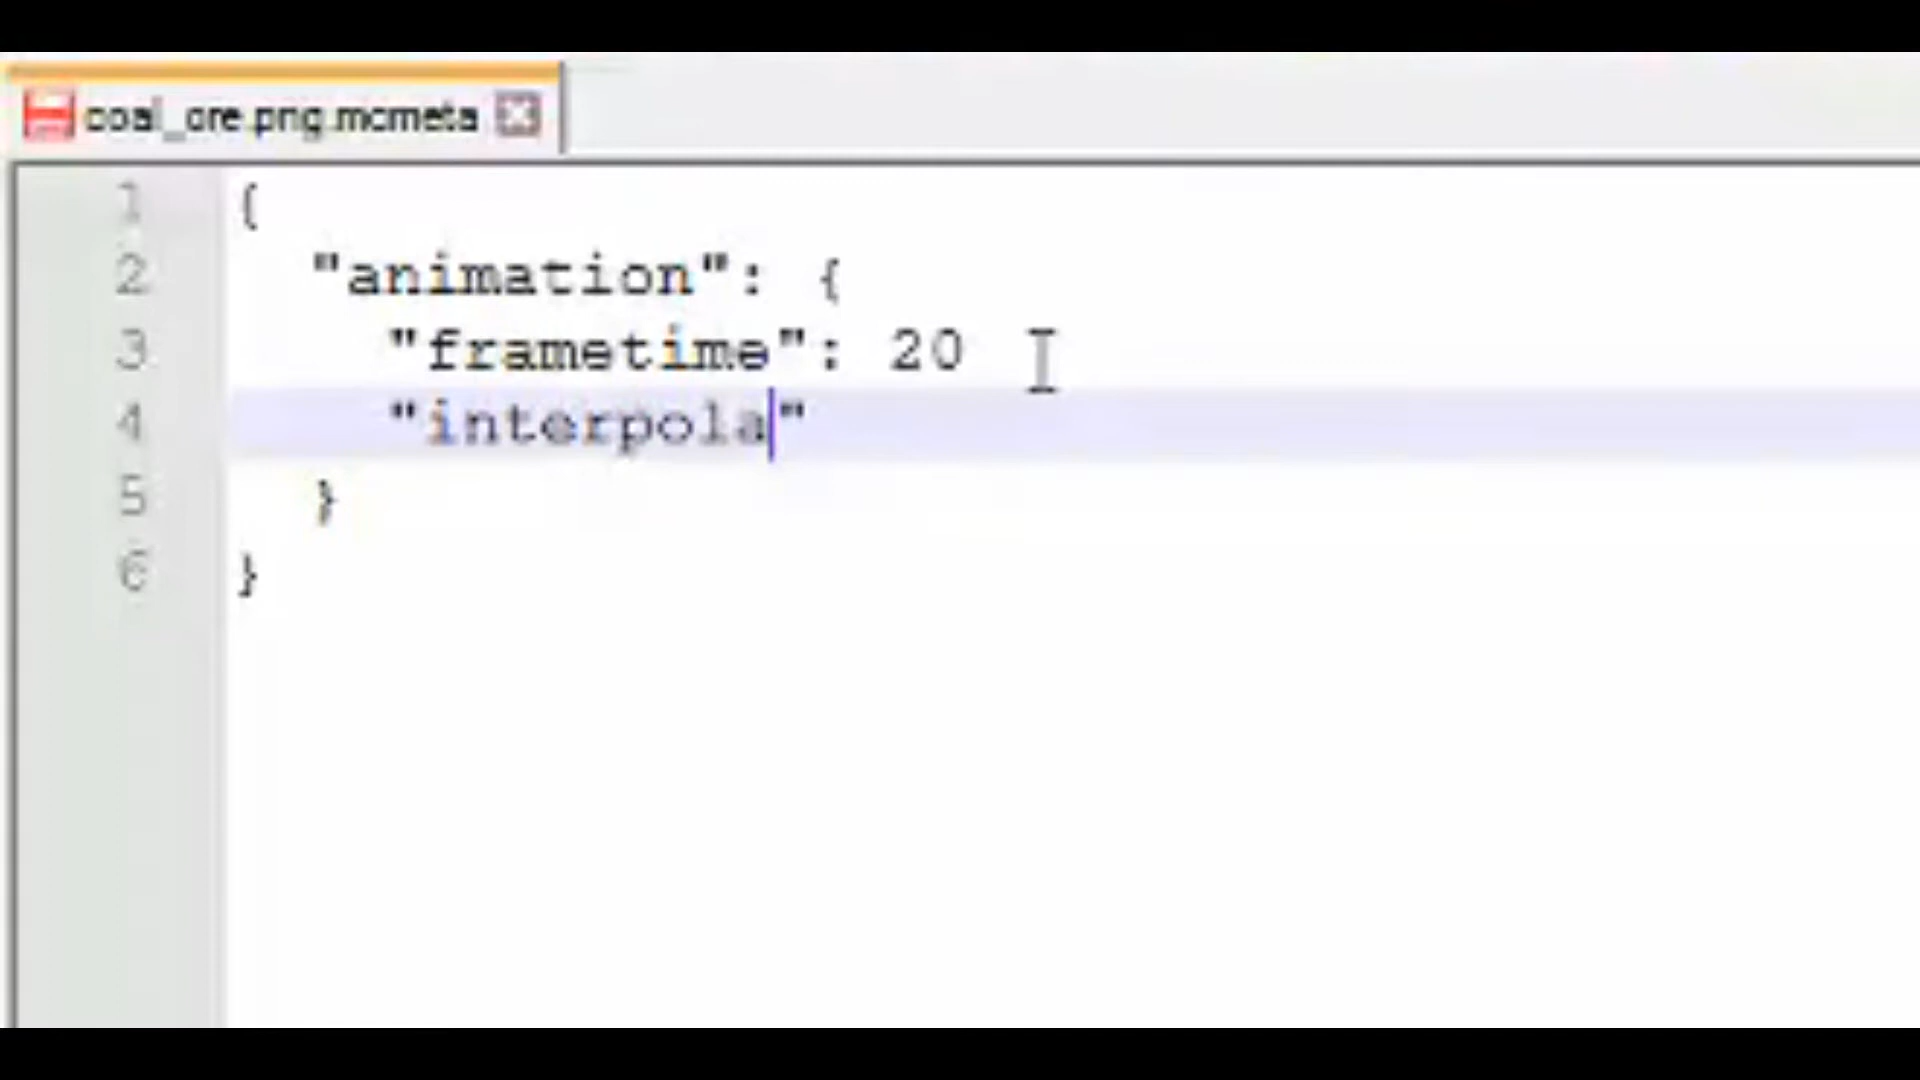 coal_ore.png.mcmeta
1 {
2 "animation": {
3 "frametime": 20
4 "interpola"
5 }
6 }